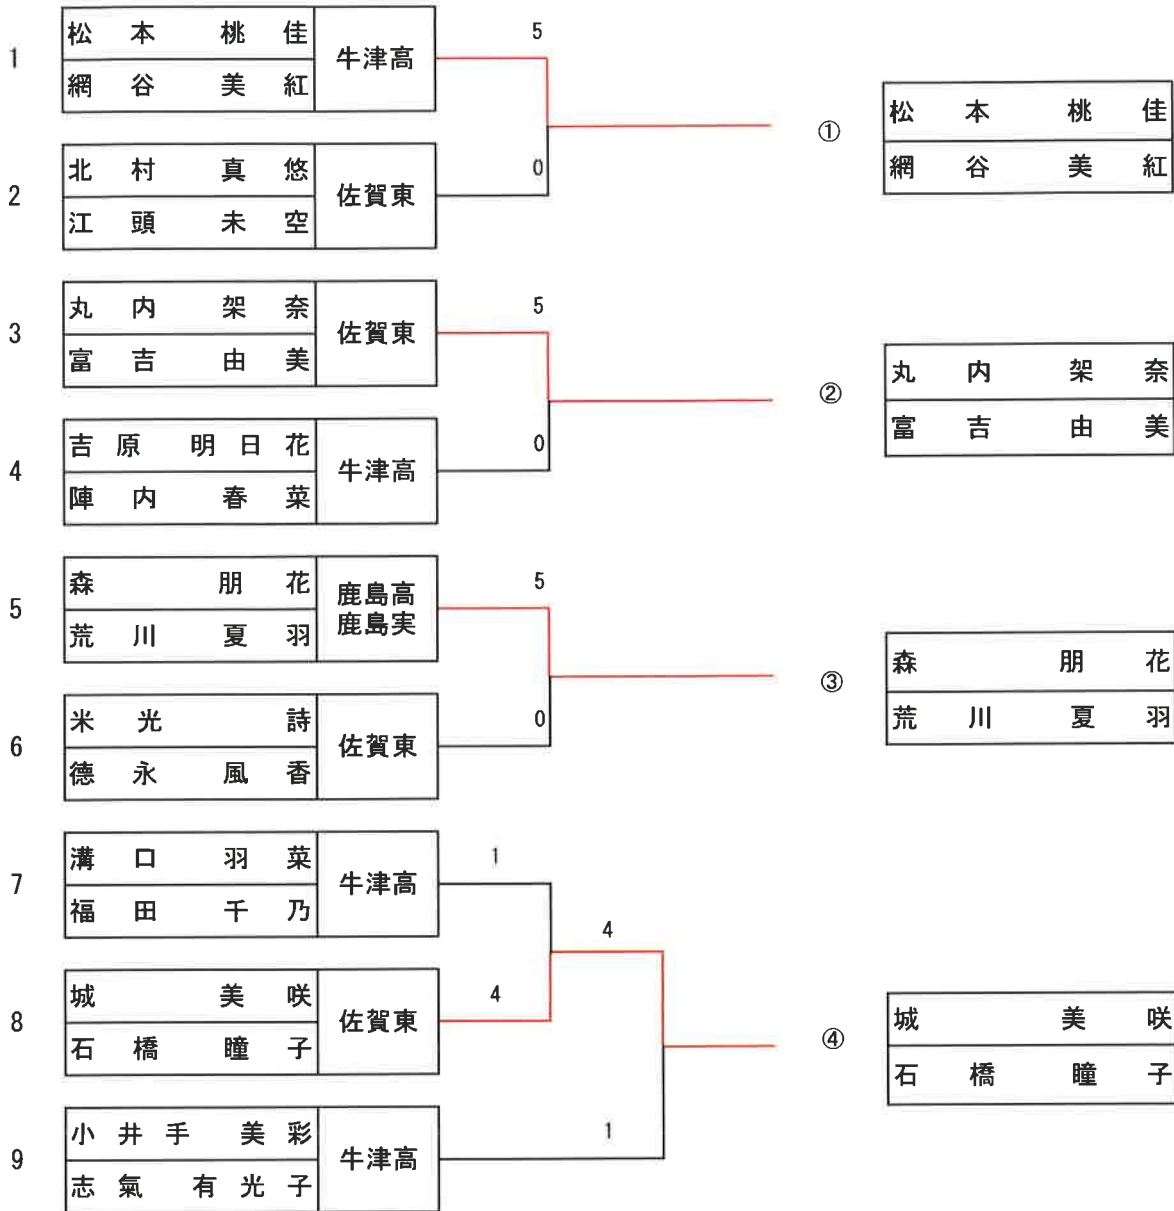 松本 桃佳
1 牛津高 5
網谷 美紅
① 松本 桃佳
網谷 美紅
北村 真悠
2 佐賀東 0
江頭 未空
丸内 架奈
3 佐賀東 5
富吉 由美
② 丸内 架奈
富吉 由美
吉原 明日花
4 牛津高 0
陣内 春菜
森 朋花
5 鹿島高 5
鹿島実
荒川 夏羽
③ 森 朋花
荒川 夏羽
米光 詩
6 佐賀東 0
德永 風香
溝口 羽菜
7 牛津高 1
福田 千乃
4
城 美咲
8 佐賀東 4
石橋 瞳子
④ 城 美咲
石橋 瞳子
小井手 美彩
9 牛津高 1
志氣 有光子